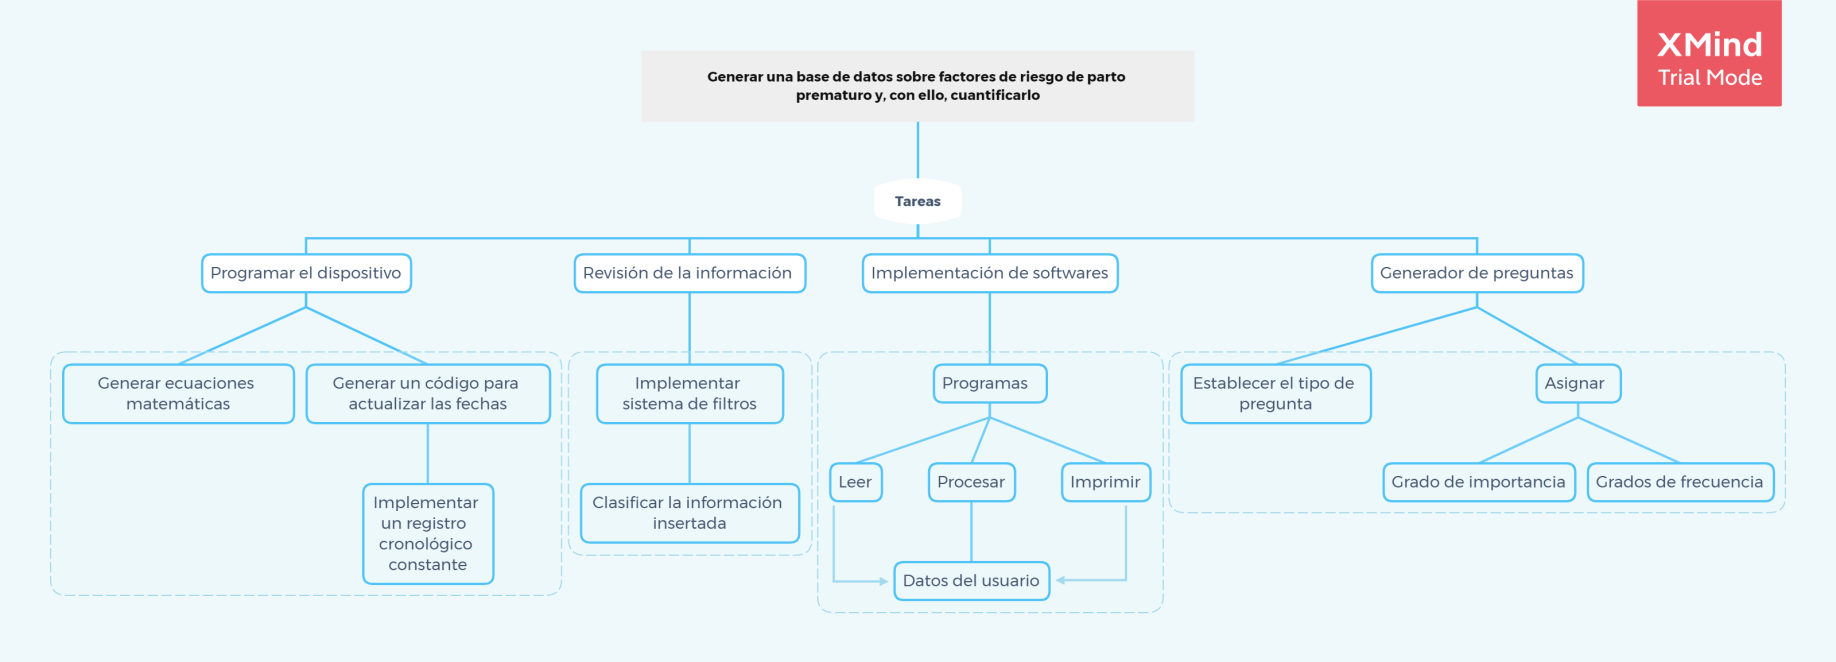 XMind
Trial Mode
Generar una base de datos sobre factores de riesgo de parto
prematuro y, con ello, cuantificarlo
Tareas
Programar el dispositivo
Revisión de la información
Implementación de softwares
Generador de preguntas
Generar ecuaciones
matemáticas
Generar un código para
actualizar las fechas
Implementar
sistema de filtros
Programas
Establecer el tipo de
pregunta
Asignar
Leer
Procesar
Imprimir
Grado de importancia
Grados de frecuencia
Implementar
un registro
cronológico
constante
Clasificar la información
insertada
Datos del usuario